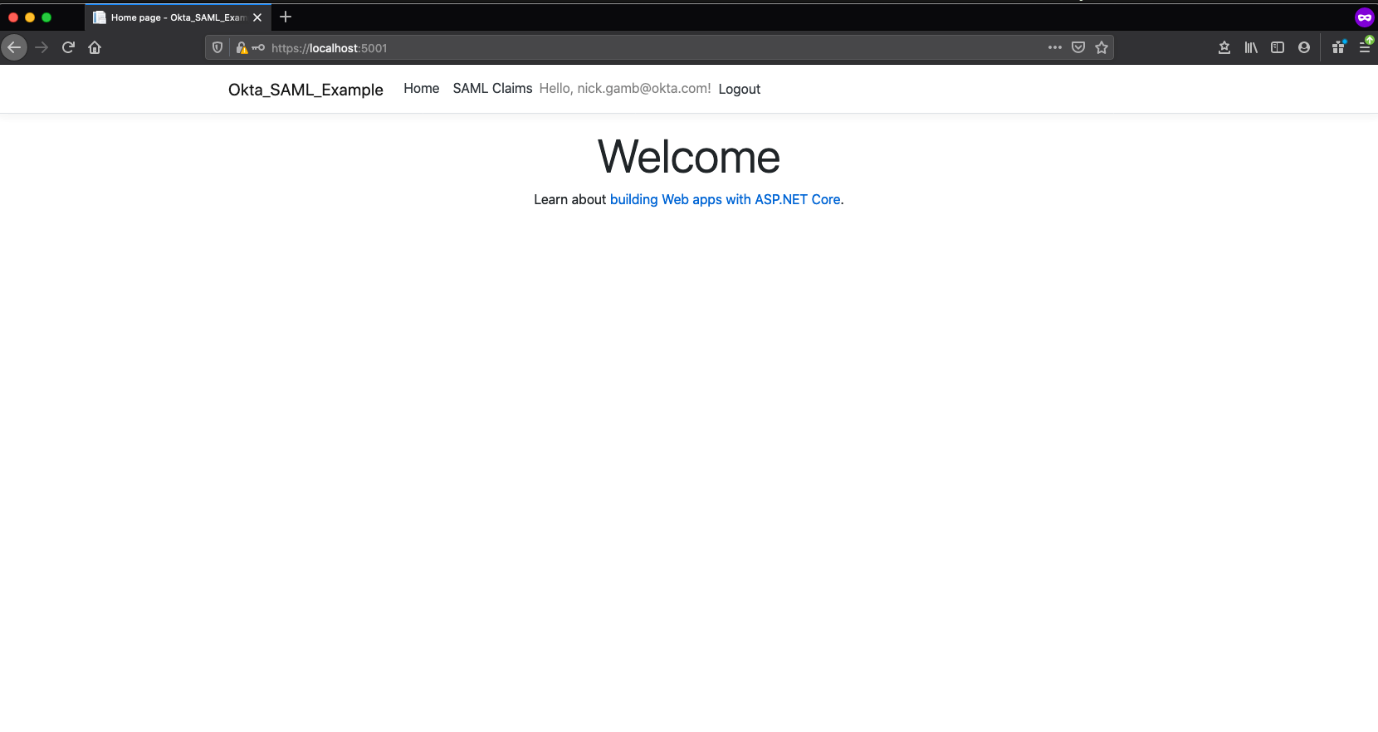 Home page - Okta_SAML_Exam
https://localhost:5001
Okta_SAML_Example Home SAML Claims Hello, nick.gamb@okta.com! Logout
Welcome
Learn about building Web apps with ASP.NET Core.